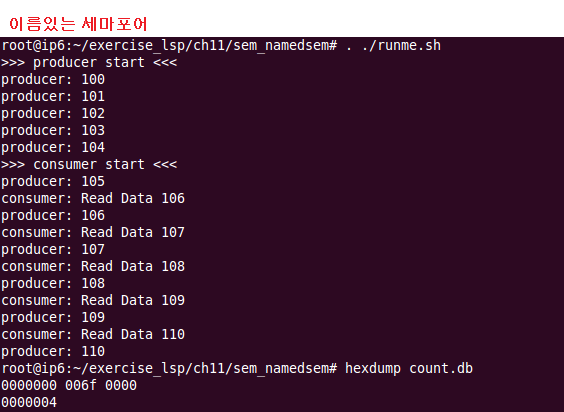 이름있는 세마포어
root@ip6:~/exercise_lsp/ch11/sem_namedsem# . ./runme.sh
>>> producer start <<<
producer: 100
producer: 101
producer: 102
producer: 103
producer: 104
>>> consumer start <<<
producer: 105
consumer: Read Data 106
producer: 106
consumer: Read Data 107
producer: 107
consumer: Read Data 108
producer: 108
consumer: Read Data 109
producer: 109
consumer: Read Data 110
producer: 110
root@ip6:~/exercise_lsp/ch11/sem_namedsem# hexdump count.db
0000000 006f 0000
0000004